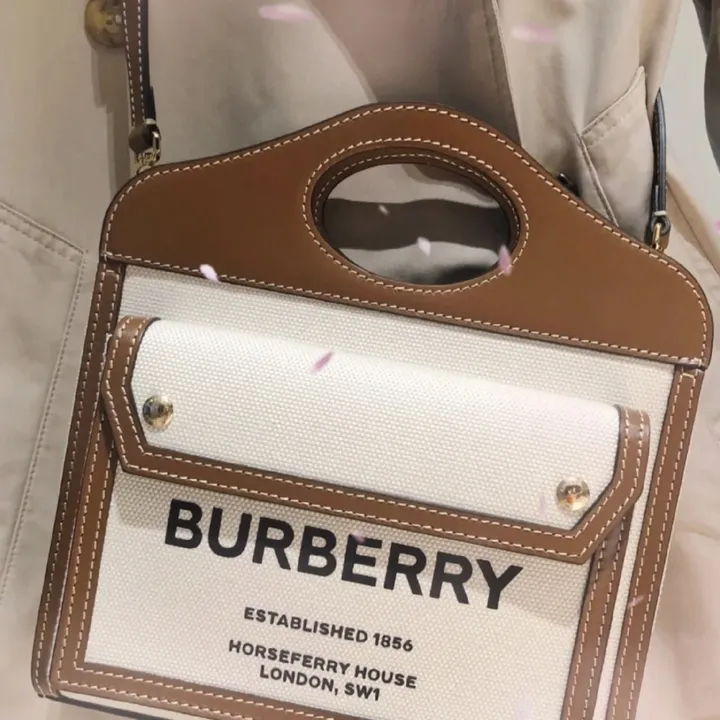 BURBERRY
ESTABLISHED 1856
HORSEFERRY HOUSE
LONDON, SW1